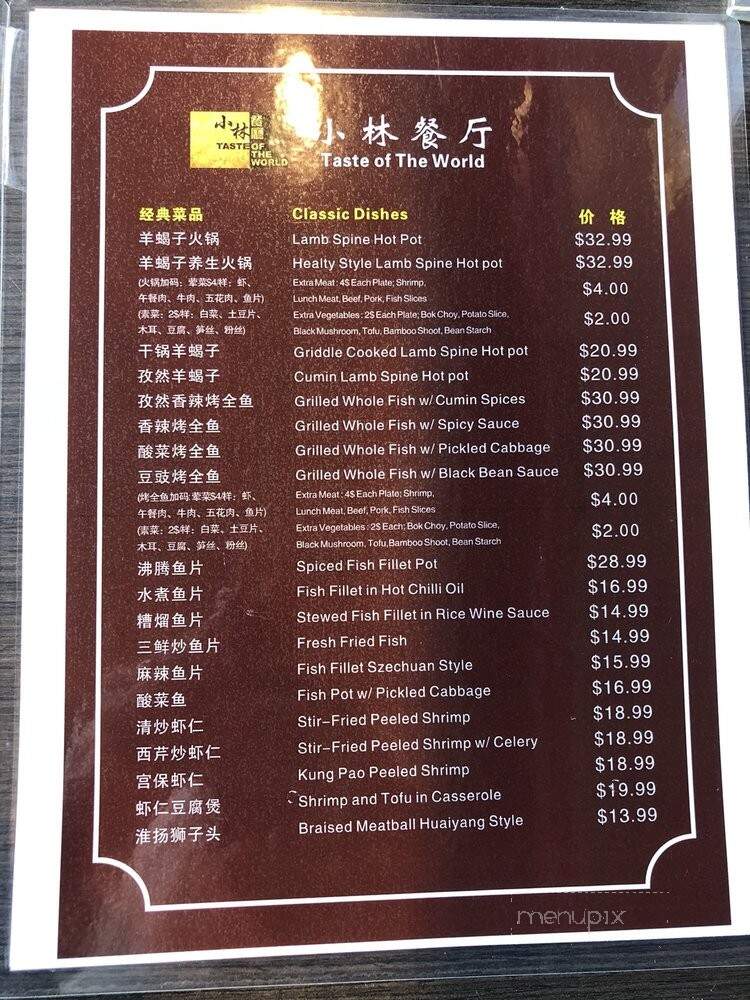 小林 餐廳
TASTE OF THE WORLD
小林餐厅
Taste of The World
经典菜品 Classic Dishes 价 格
羊蝎子火锅 Lamb Spine Hot Pot $32.99
羊蝎子养生火锅 Healty Style Lamb Spine Hot pot $32.99
(火锅加码: 荤菜$4/样: 虾、 Extra Meat : 4$ Each Plate; Shrimp, $4.00
午餐肉、牛肉、五花肉、鱼片) Lunch Meat, Beef, Pork, Fish Slices
(素菜: 2$/样: 白菜、土豆片、 Extra Vegetables : 2$ Each Plate; Bok Choy, Potato Slice, $2.00
木耳、豆腐、笋丝、粉丝) Black Mushroom, Tofu, Bamboo Shoot, Bean Starch
干锅羊蝎子 Griddle Cooked Lamb Spine Hot pot $20.99
孜然羊蝎子 Cumin Lamb Spine Hot pot $20.99
孜然香辣烤全鱼 Grilled Whole Fish w/ Cumin Spices $30.99
香辣烤全鱼 Grilled Whole Fish w/ Spicy Sauce $30.99
酸菜烤全鱼 Grilled Whole Fish w/ Pickled Cabbage $30.99
豆豉烤全鱼 Grilled Whole Fish w/ Black Bean Sauce $30.99
(烤全鱼加码: 荤菜$4/样: 虾、 Extra Meat : 4$ Each Plate; Shrimp, $4.00
午餐肉、牛肉、五花肉、鱼片) Lunch Meat, Beef, Pork, Fish Slices
(素菜: 2$/样: 白菜、土豆片、 Extra Vegetables : 2$ Each; Bok Choy, Potato Slice, $2.00
木耳、豆腐、笋丝、粉丝) Black Mushroom, Tofu, Bamboo Shoot, Bean Starch
沸腾鱼片 Spiced Fish Fillet Pot $28.99
水煮鱼片 Fish Fillet in Hot Chilli Oil $16.99
糟熘鱼片 Stewed Fish Fillet in Rice Wine Sauce $14.99
三鲜炒鱼片 Fresh Fried Fish $14.99
麻辣鱼片 Fish Fillet Szechuan Style $15.99
酸菜鱼 Fish Pot w/ Pickled Cabbage $16.99
清炒虾仁 Stir-Fried Peeled Shrimp $18.99
西芹炒虾仁 Stir-Fried Peeled Shrimp w/ Celery $18.99
宫保虾仁 Kung Pao Peeled Shrimp $18.99
虾仁豆腐煲 Shrimp and Tofu in Casserole $19.99
淮扬狮子头 Braised Meatball Huaiyang Style $13.99
menupix